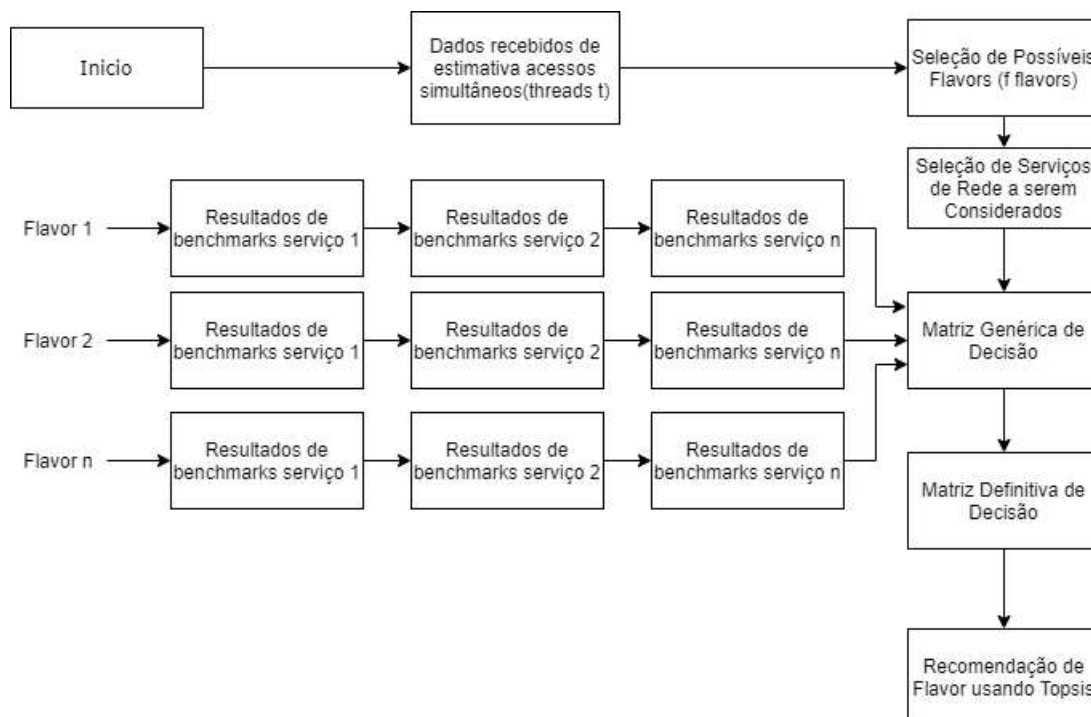 Inicio
Dados recebidos de
estimativa acessos
simultâneos(threads t)
Seleção de Possíveis
Flavors (f flavors)
Seleção de Serviços
de Rede a serem
Considerados
Flavor 1
Resultados de
benchmarks serviço 1
Resultados de
benchmarks serviço 2
Resultados de
benchmarks serviço n
Flavor 2
Resultados de
benchmarks serviço 1
Resultados de
benchmarks serviço 2
Resultados de
benchmarks serviço n
Matriz Genérica de
Decisão
Flavor n
Resultados de
benchmarks serviço 1
Resultados de
benchmarks serviço 2
Resultados de
benchmarks serviço n
Matriz Definitiva de
Decisão
Recomendação de
Flavor usando Topsis